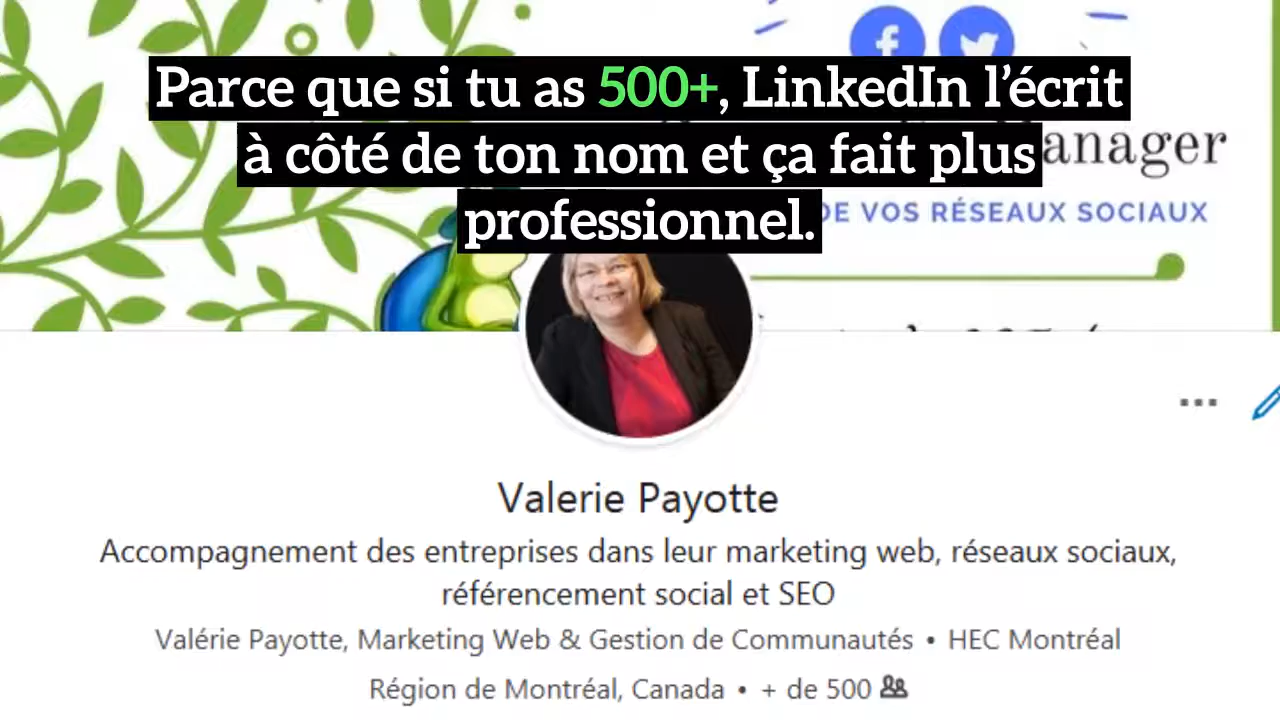 Parce que si tu as 500+, LinkedIn l’écrit
à côté de ton nom et ça fait plus
professionnel.
DE VOS RÉSEAUX SOCIAUX
Valerie Payotte
Accompagnement des entreprises dans leur marketing web, réseaux sociaux,
référencement social et SEO
Valérie Payotte, Marketing Web & Gestion de Communautés • HEC Montréal
Région de Montréal, Canada • + de 500